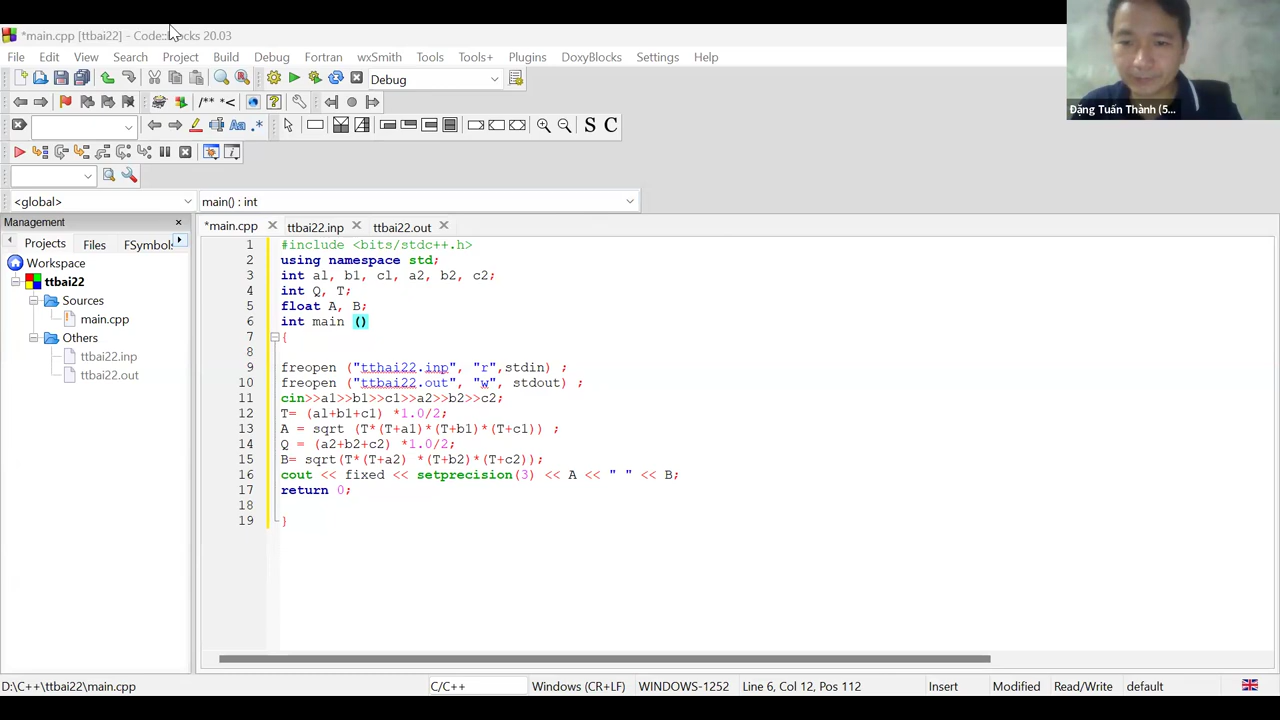 *main.cpp [ttbai22] - Code::Blocks 20.03
File Edit View Search Project Build Debug Fortran wxSmith Tools Tools+ Plugins DoxyBlocks Settings Help
Debug
/** *<
Aa .*
S C
<global> main() : int
Management
*main.cpp ttbai22.inp ttbai22.out
Projects Files FSymbols
Workspace
ttbai22
Sources
main.cpp
Others
ttbai22.inp
ttbai22.out
1 #include <bits/stdc++.h>
2 using namespace std;
3 int a1, b1, c1, a2, b2, c2;
4 int Q, T;
5 float A, B;
6 int main ()
7 {
8
9 freopen ("tthai22.inp", "r",stdin) ;
10 freopen ("ttbai22.out", "w", stdout) ;
11 cin>>a1>>b1>>c1>>a2>>b2>>c2;
12 T= (a1+b1+c1) *1.0/2;
13 A = sqrt (T*(T+a1)*(T+b1)*(T+c1)) ;
14 Q = (a2+b2+c2) *1.0/2;
15 B= sqrt(T*(T+a2) *(T+b2)*(T+c2));
16 cout << fixed << setprecision(3) << A << " " << B;
17 return 0;
18
19 }
Đặng Tuấn Thành (5...
D:\C++\ttbai22\main.cpp C/C++ Windows (CR+LF) WINDOWS-1252 Line 6, Col 12, Pos 112 Insert Modified Read/Write default